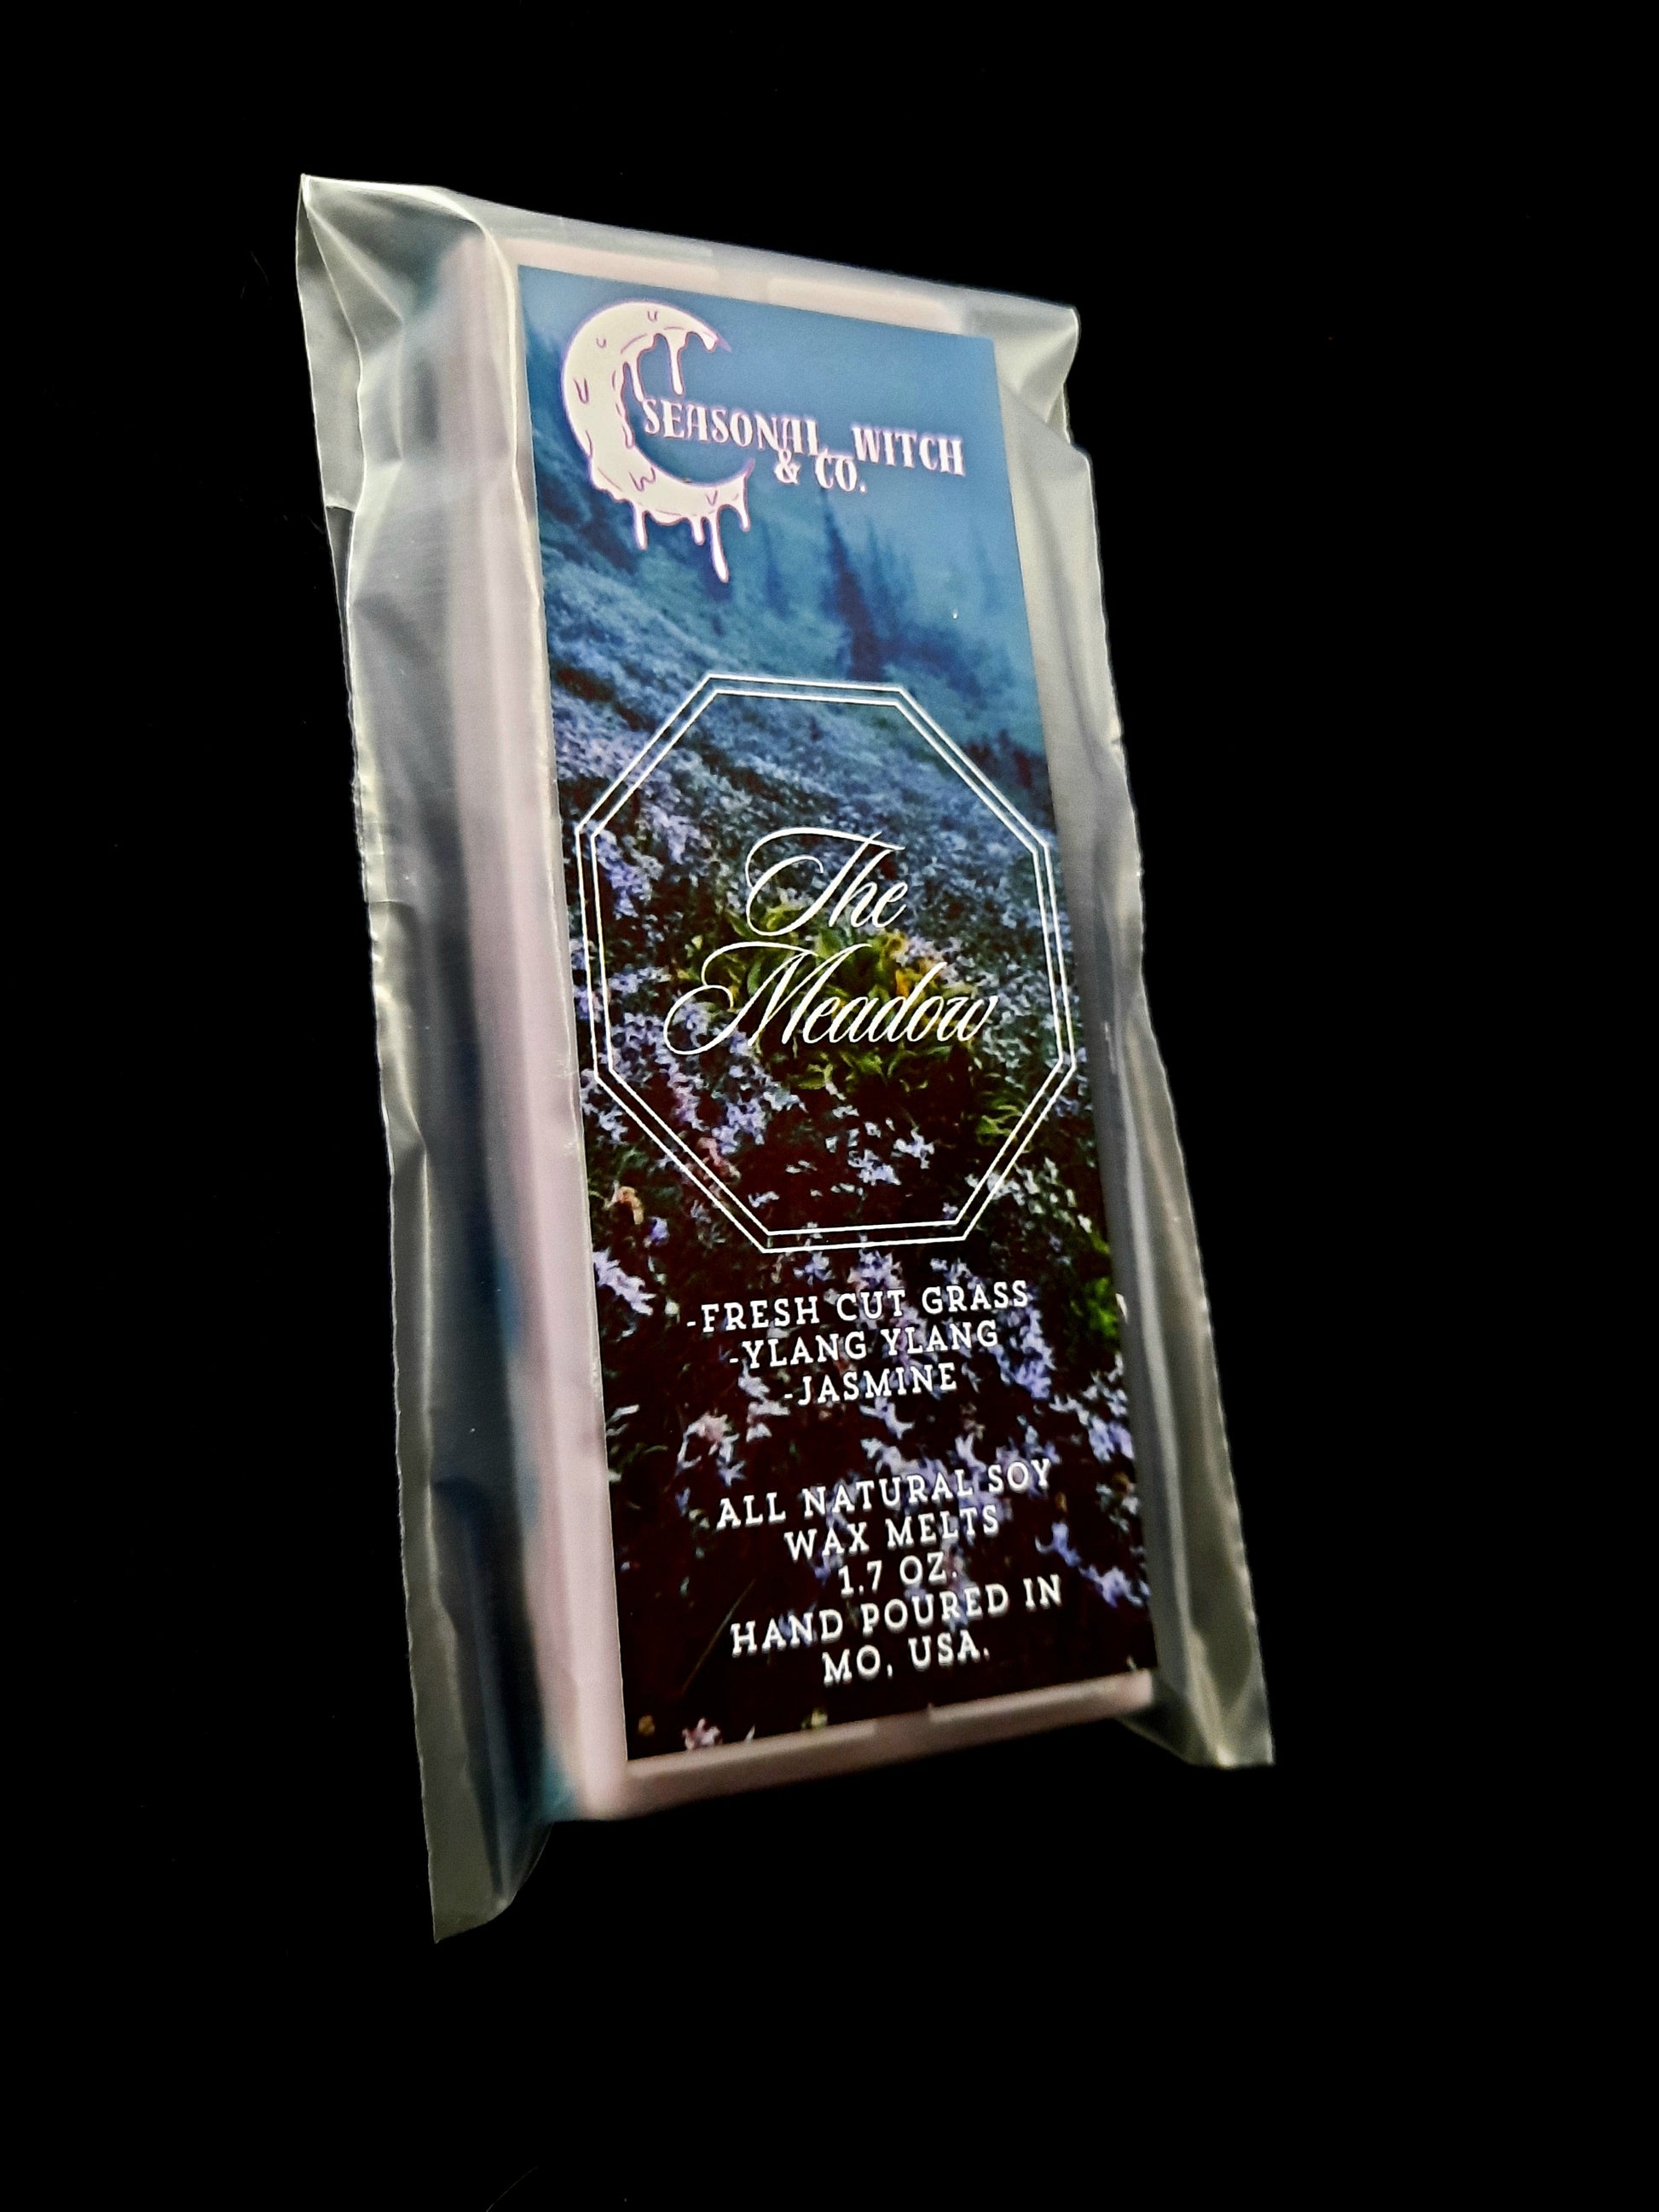 SEASONAL WITCH
& CO.
The
Meadow
-FRESH CUT GRASS
-YLANG YLANG
-JASMINE
ALL NATURAL SOY
WAX MELTS
1.7 OZ.
HAND POURED IN
MO, USA.